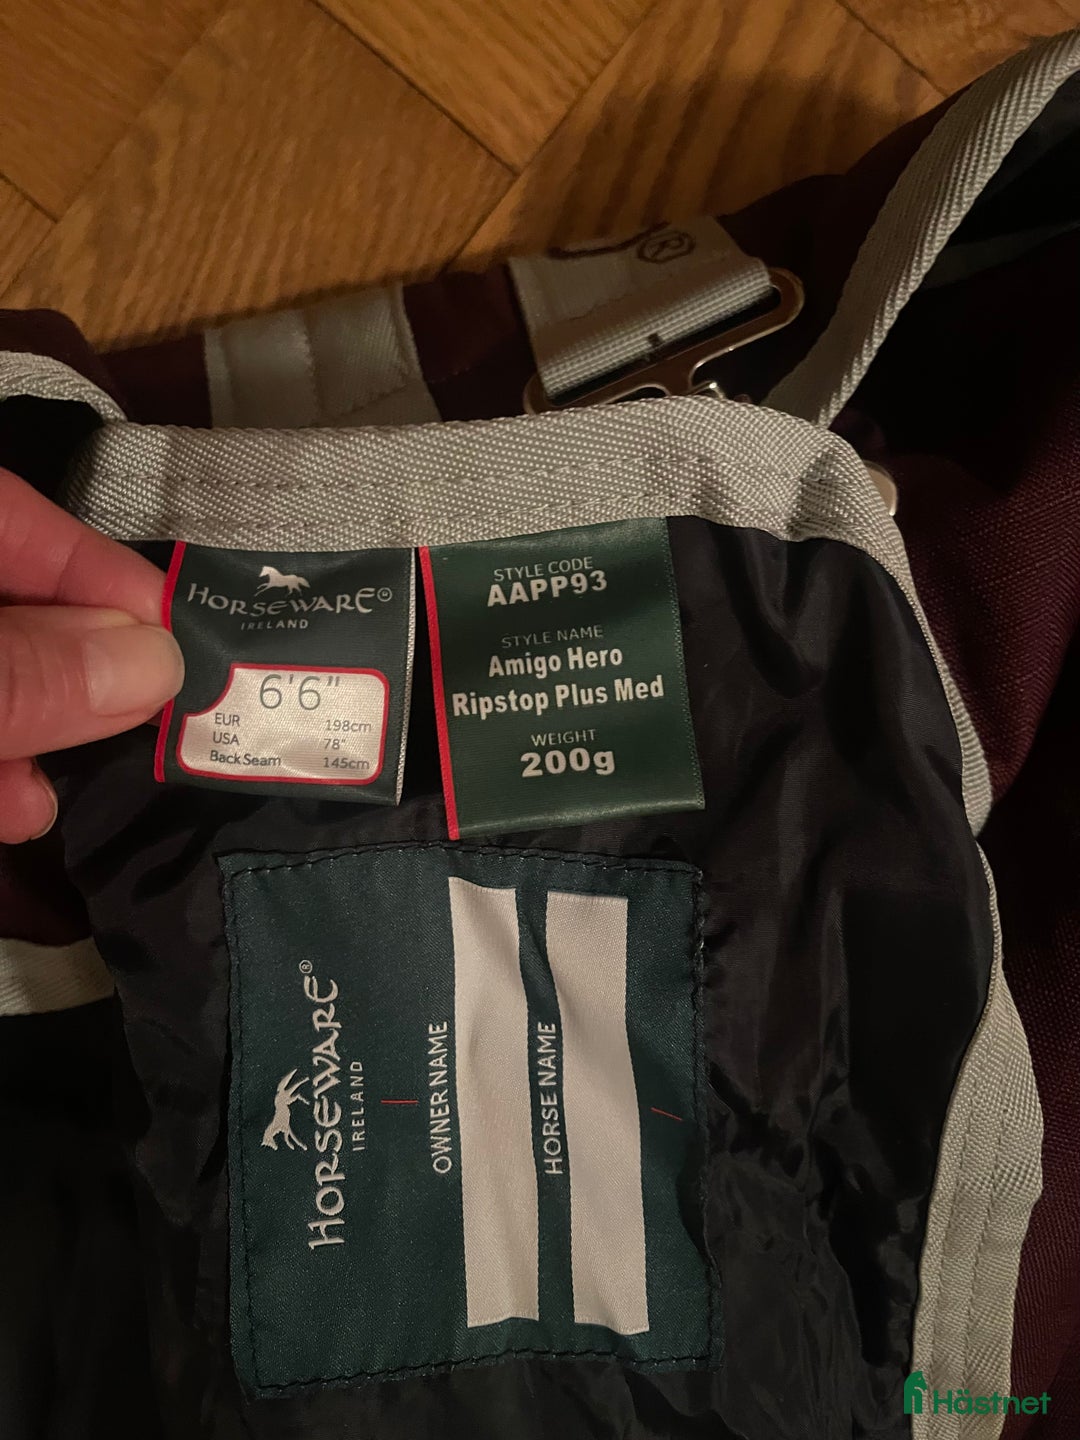 ®
HORSEWARE®
IRELAND
6'6"
EUR 198cm
USA 78"
Back Seam 145cm
STYLE CODE
AAPP93
STYLE NAME
Amigo Hero
Ripstop Plus Med
WEIGHT
200g
HORSEWARE®
IRELAND
OWNER NAME
HORSE NAME
Hästnet